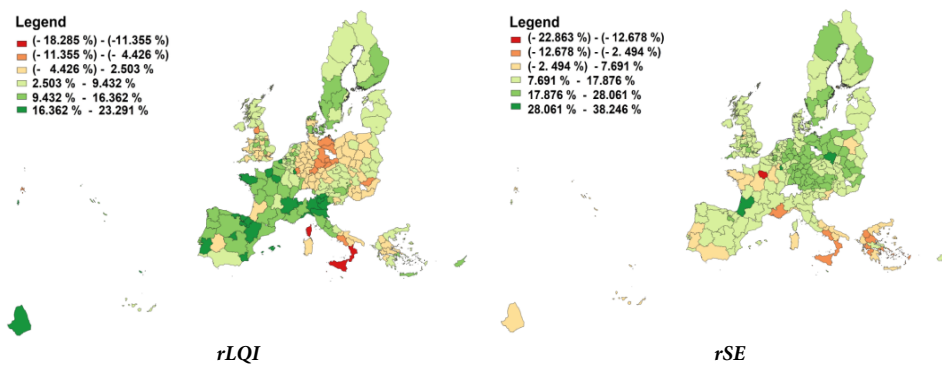 Legend
(- 18.285 %) - (-11.355 %)
(-11.355 %) - (- 4.426 %)
(- 4.426 %) - 2.503 %
2.503 % - 9.432 %
9.432 % - 16.362 %
16.362 % - 23.291 %
rLQI
Legend
(- 22.863 %) - (- 12.678 %)
(- 12.678 %) - (- 2. 494 %)
(- 2. 494 %) - 7.691 %
7.691 % - 17.876 %
17.876 % - 28.061 %
28.061 % - 38.246 %
rSE